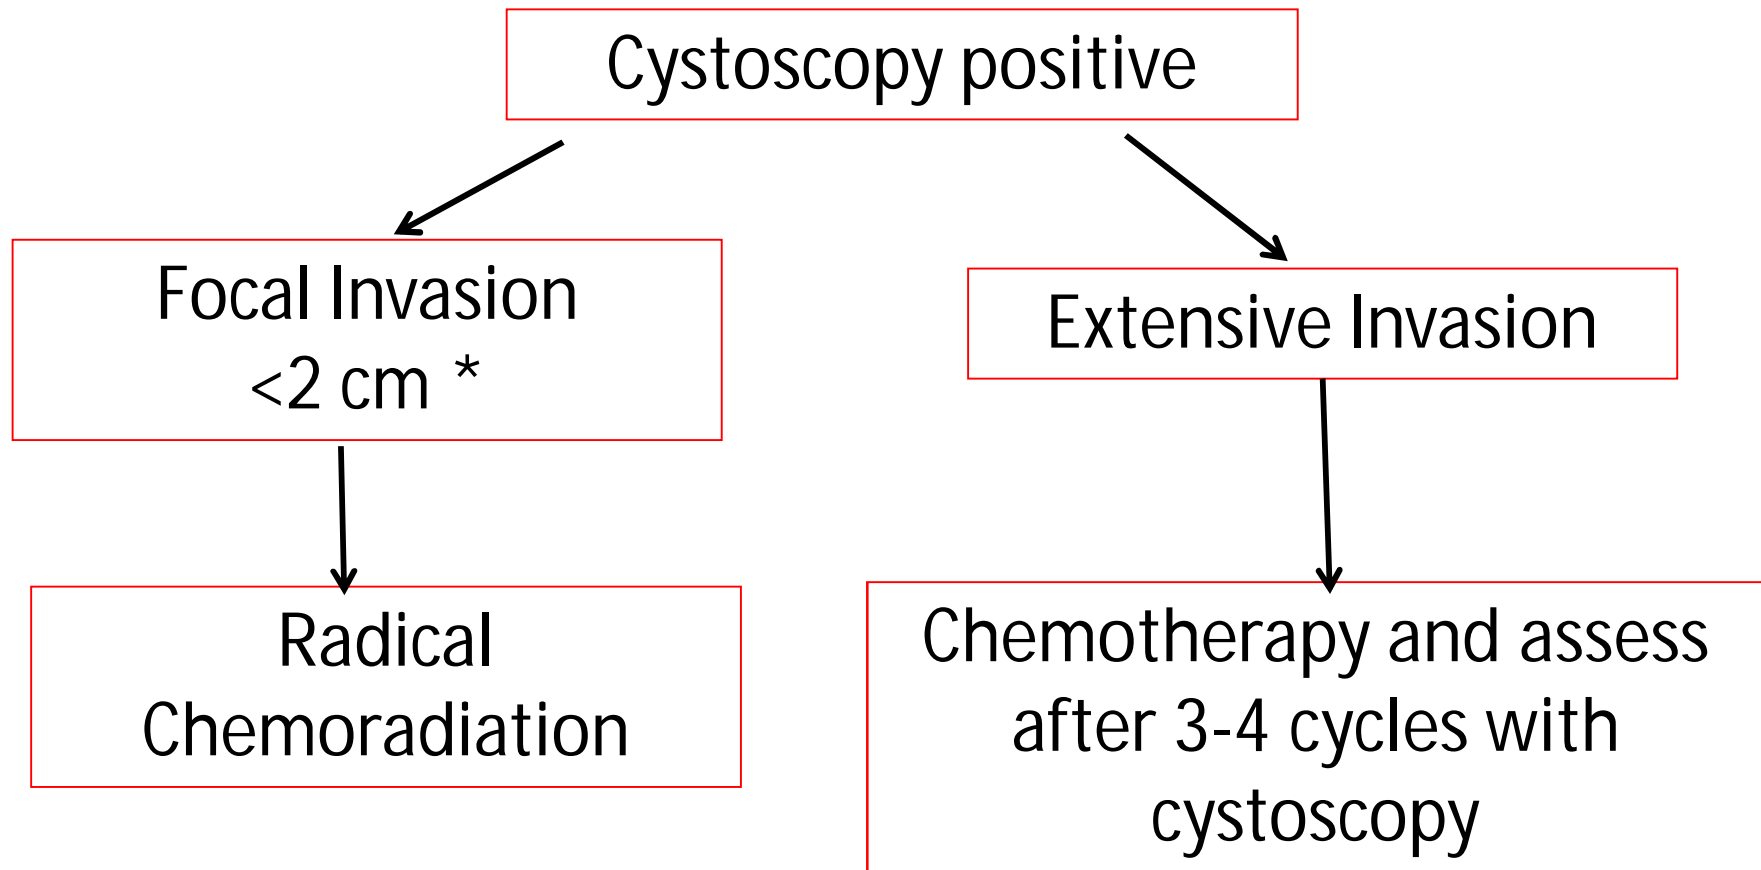 Cystoscopy positive
Focal Invasion
<2 cm *
Extensive Invasion
Radical
Chemoradiation
Chemotherapy and assess
after 3-4 cycles with
cystoscopy